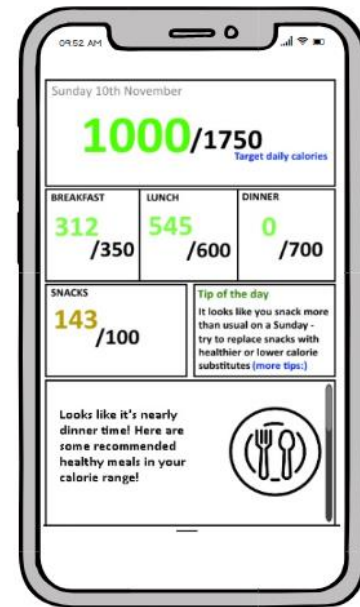 09:52 AM
Sunday 10th November
1000/1750
Target daily calories
BREAKFAST
312
/350
LUNCH
545
/600
DINNER
0
/700
SNACKS
143
/100
Tip of the day
It looks like you snack more
than usual on a Sunday -
try to replace snacks with
healthier or lower calorie
substitutes (more tips:)
Looks like it's nearly
dinner time! Here are
some recommended
healthy meals in your
calorie range!